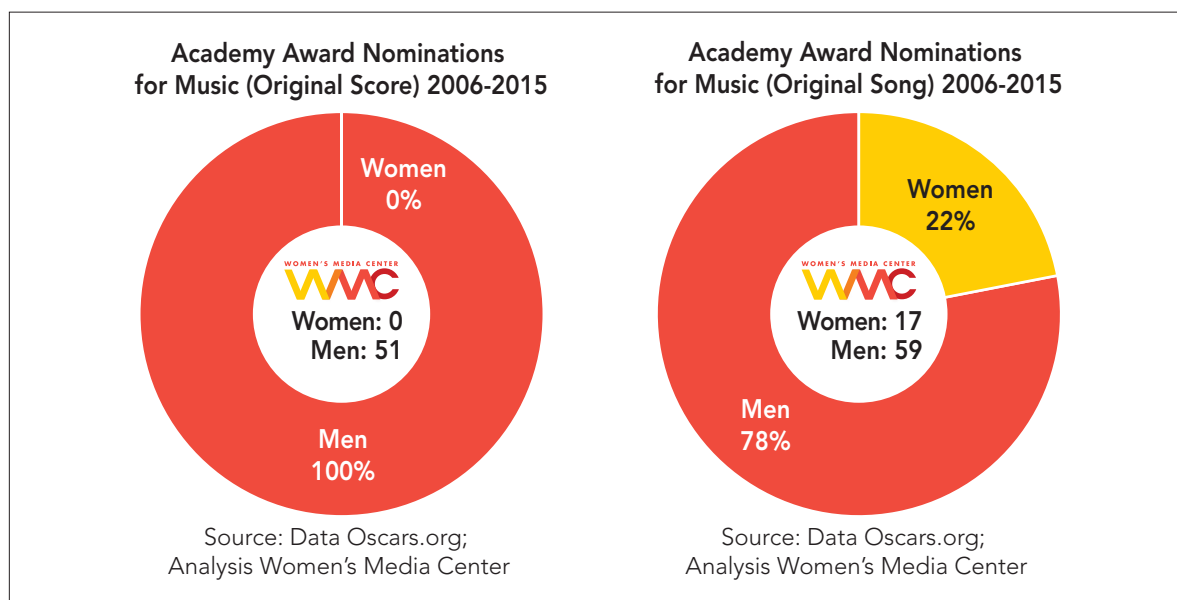 Academy Award Nominations
for Music (Original Score) 2006-2015
Women
0%
WOMEN'S MEDIA CENTER
WMC
Women: 0
Men: 51
Men
100%
Source: Data Oscars.org;
Analysis Women’s Media Center
Academy Award Nominations
for Music (Original Song) 2006-2015
Women
22%
WOMEN'S MEDIA CENTER
WMC
Women: 17
Men: 59
Men
78%
Source: Data Oscars.org;
Analysis Women’s Media Center